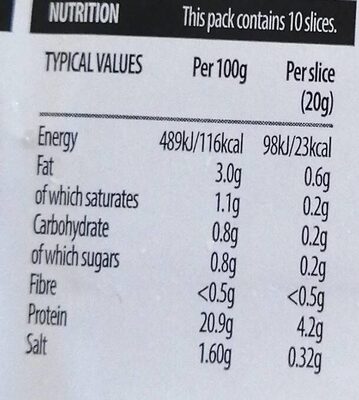 NUTRITION This pack contains 10 slices.
TYPICAL VALUES Per 100g Per slice
(20g)
Energy 489kJ/116kcal 98kJ/23kcal
Fat 3.0g 0.6g
of which saturates 1.1g 0.2g
Carbohydrate 0.8g 0.2g
of which sugars 0.8g 0.2g
Fibre <0.5g <0.5g
Protein 20.9g 4.2g
Salt 1.60g 0.32g